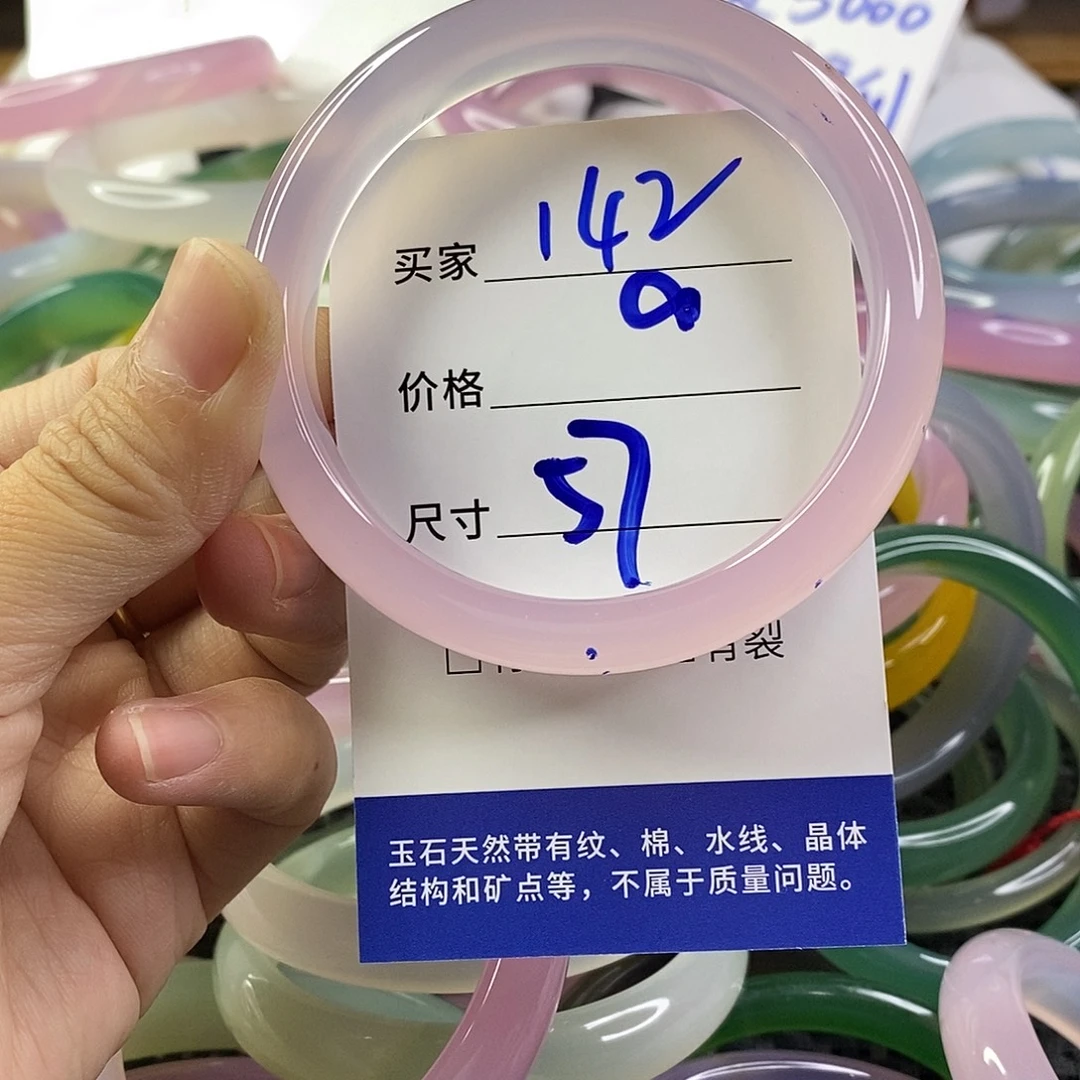 5000
买家 142
价格
尺寸 57
有裂
玉石天然带有纹、棉、水线、晶体
结构和矿点等，不属于质量问题。